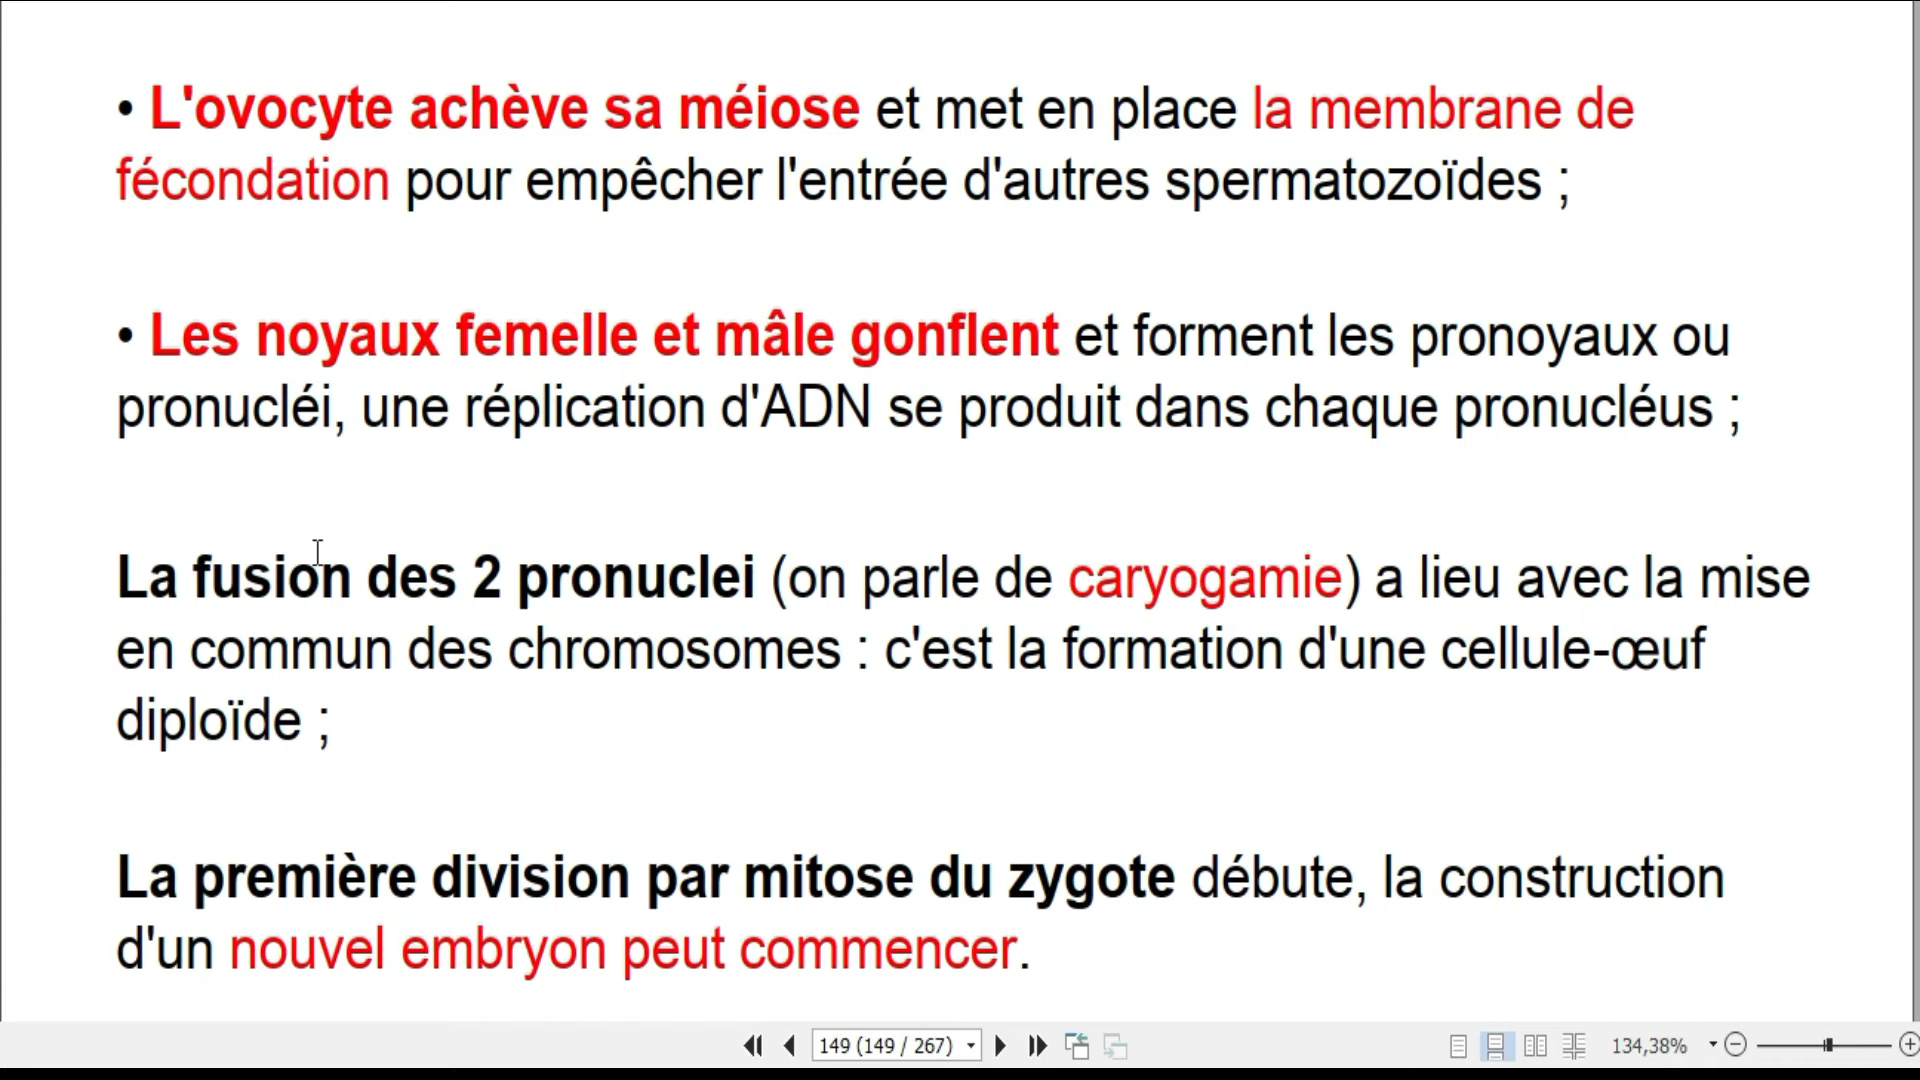 • L'ovocyte achève sa méiose et met en place la membrane de
fécondation pour empêcher l'entrée d'autres spermatozoïdes ;
• Les noyaux femelle et mâle gonflent et forment les pronoyaux ou
pronucléi, une réplication d'ADN se produit dans chaque pronucléus ;
La fusion des 2 pronuclei (on parle de caryogamie) a lieu avec la mise
en commun des chromosomes : c'est la formation d'une cellule-œuf
diploïde ;
La première division par mitose du zygote débute, la construction
d'un nouvel embryon peut commencer.
149 (149 / 267)
134,38%